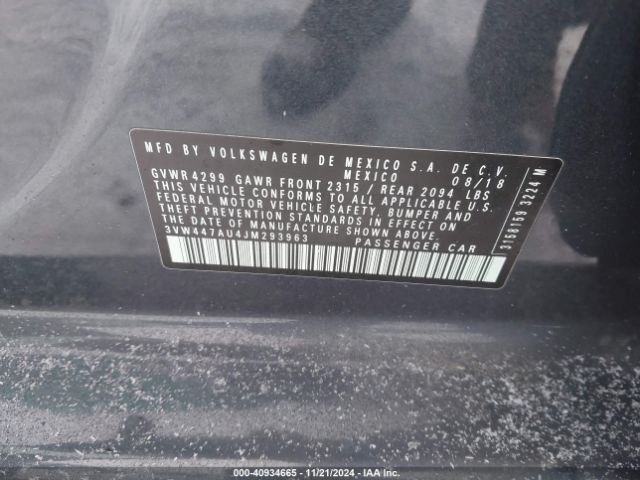 MFD BY VOLKSWAGEN DE MEXICO S.A. DE C.V.
MEXICO 08/18
GVWR 4299 GAWR FRONT 2315 / REAR 2094 LBS
THIS VEHICLE CONFORMS TO ALL APPLICABLE U.S.
FEDERAL MOTOR VEHICLE SAFETY, BUMPER AND
THEFT PREVENTION STANDARDS IN EFFECT ON
THE DATE OF MANUFACTURE SHOWN ABOVE.
3VW447AU4JM293963 PASSENGER CAR
3158159 3224 M
000-40934665 - 11/21/2024 - IAA Inc.